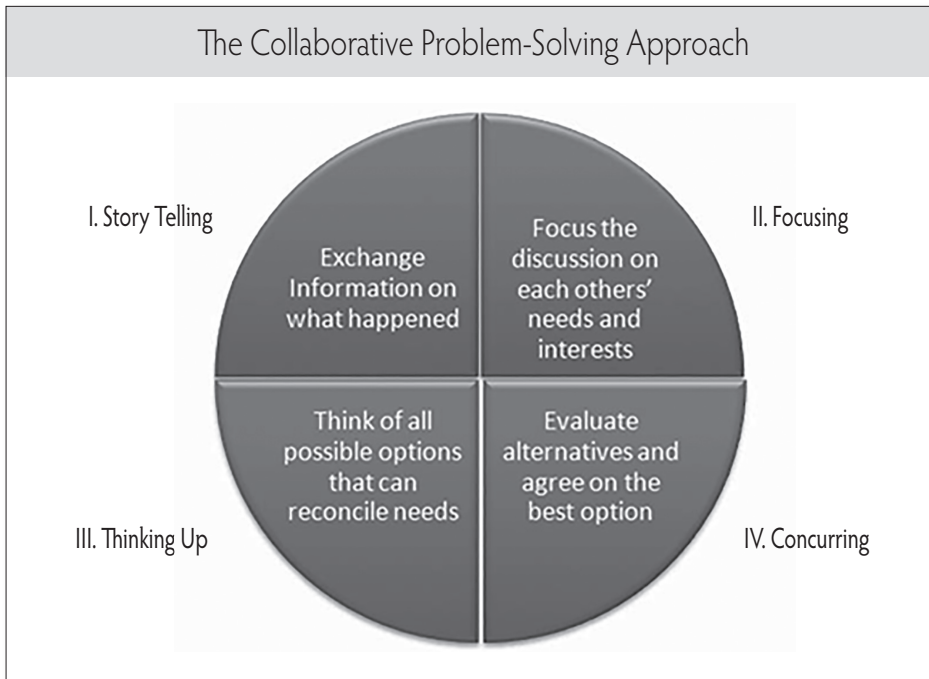 The Collaborative Problem-Solving Approach
I. Story Telling
Exchange
Information on
what happened
II. Focusing
Focus the
discussion on
each others’
needs and
interests
III. Thinking Up
Think of all
possible options
that can
reconcile needs
IV. Concurring
Evaluate
alternatives and
agree on the
best option